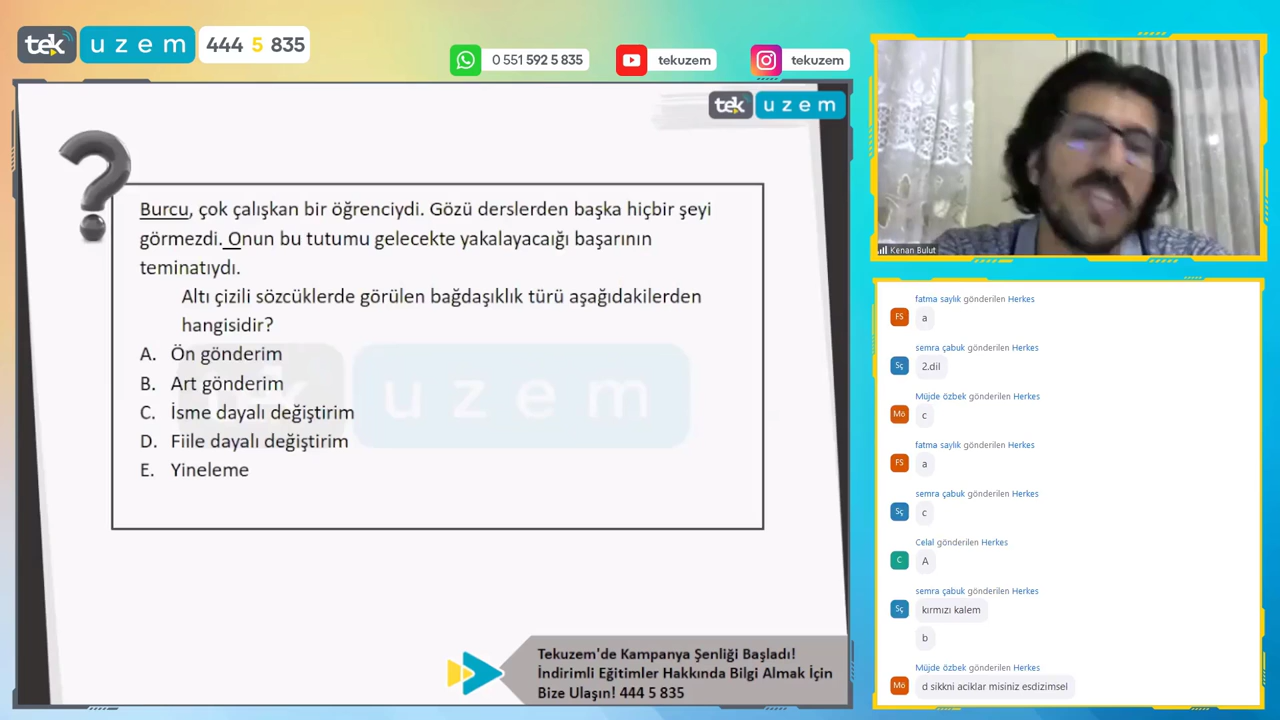 tek uzem 444 5 835
0 551 592 5 835
tekuzem
tekuzem
tek uzem
?
Burcu, çok çalışkan bir öğrenciydi. Gözü derslerden başka hiçbir şeyi
görmezdi. Onun bu tutumu gelecekte yakalayacaığı başarının
teminatıydı.
Altı çizili sözcüklerde görülen bağdaşıklık türü aşağıdakilerden
hangisidir?
A. Ön gönderim
B. Art gönderim
C. İsme dayalı değiştirim
D. Fiile dayalı değiştirim
E. Yineleme
tek uzem
Tekuzem'de Kampanya Şenliği Başladı!
İndirimli Eğitimler Hakkında Bilgi Almak İçin
Bize Ulaşın! 444 5 835
Kenan Bulut
fatma saylık gönderilen Herkes
FS a
semra çabuk gönderilen Herkes
Sç 2.dil
Müjde özbek gönderilen Herkes
Mö c
fatma saylık gönderilen Herkes
FS a
semra çabuk gönderilen Herkes
Sç c
Celal gönderilen Herkes
C A
semra çabuk gönderilen Herkes
Sç kırmızı kalem
b
Müjde özbek gönderilen Herkes
Mö d sikkni aciklar misiniz esdizimsel